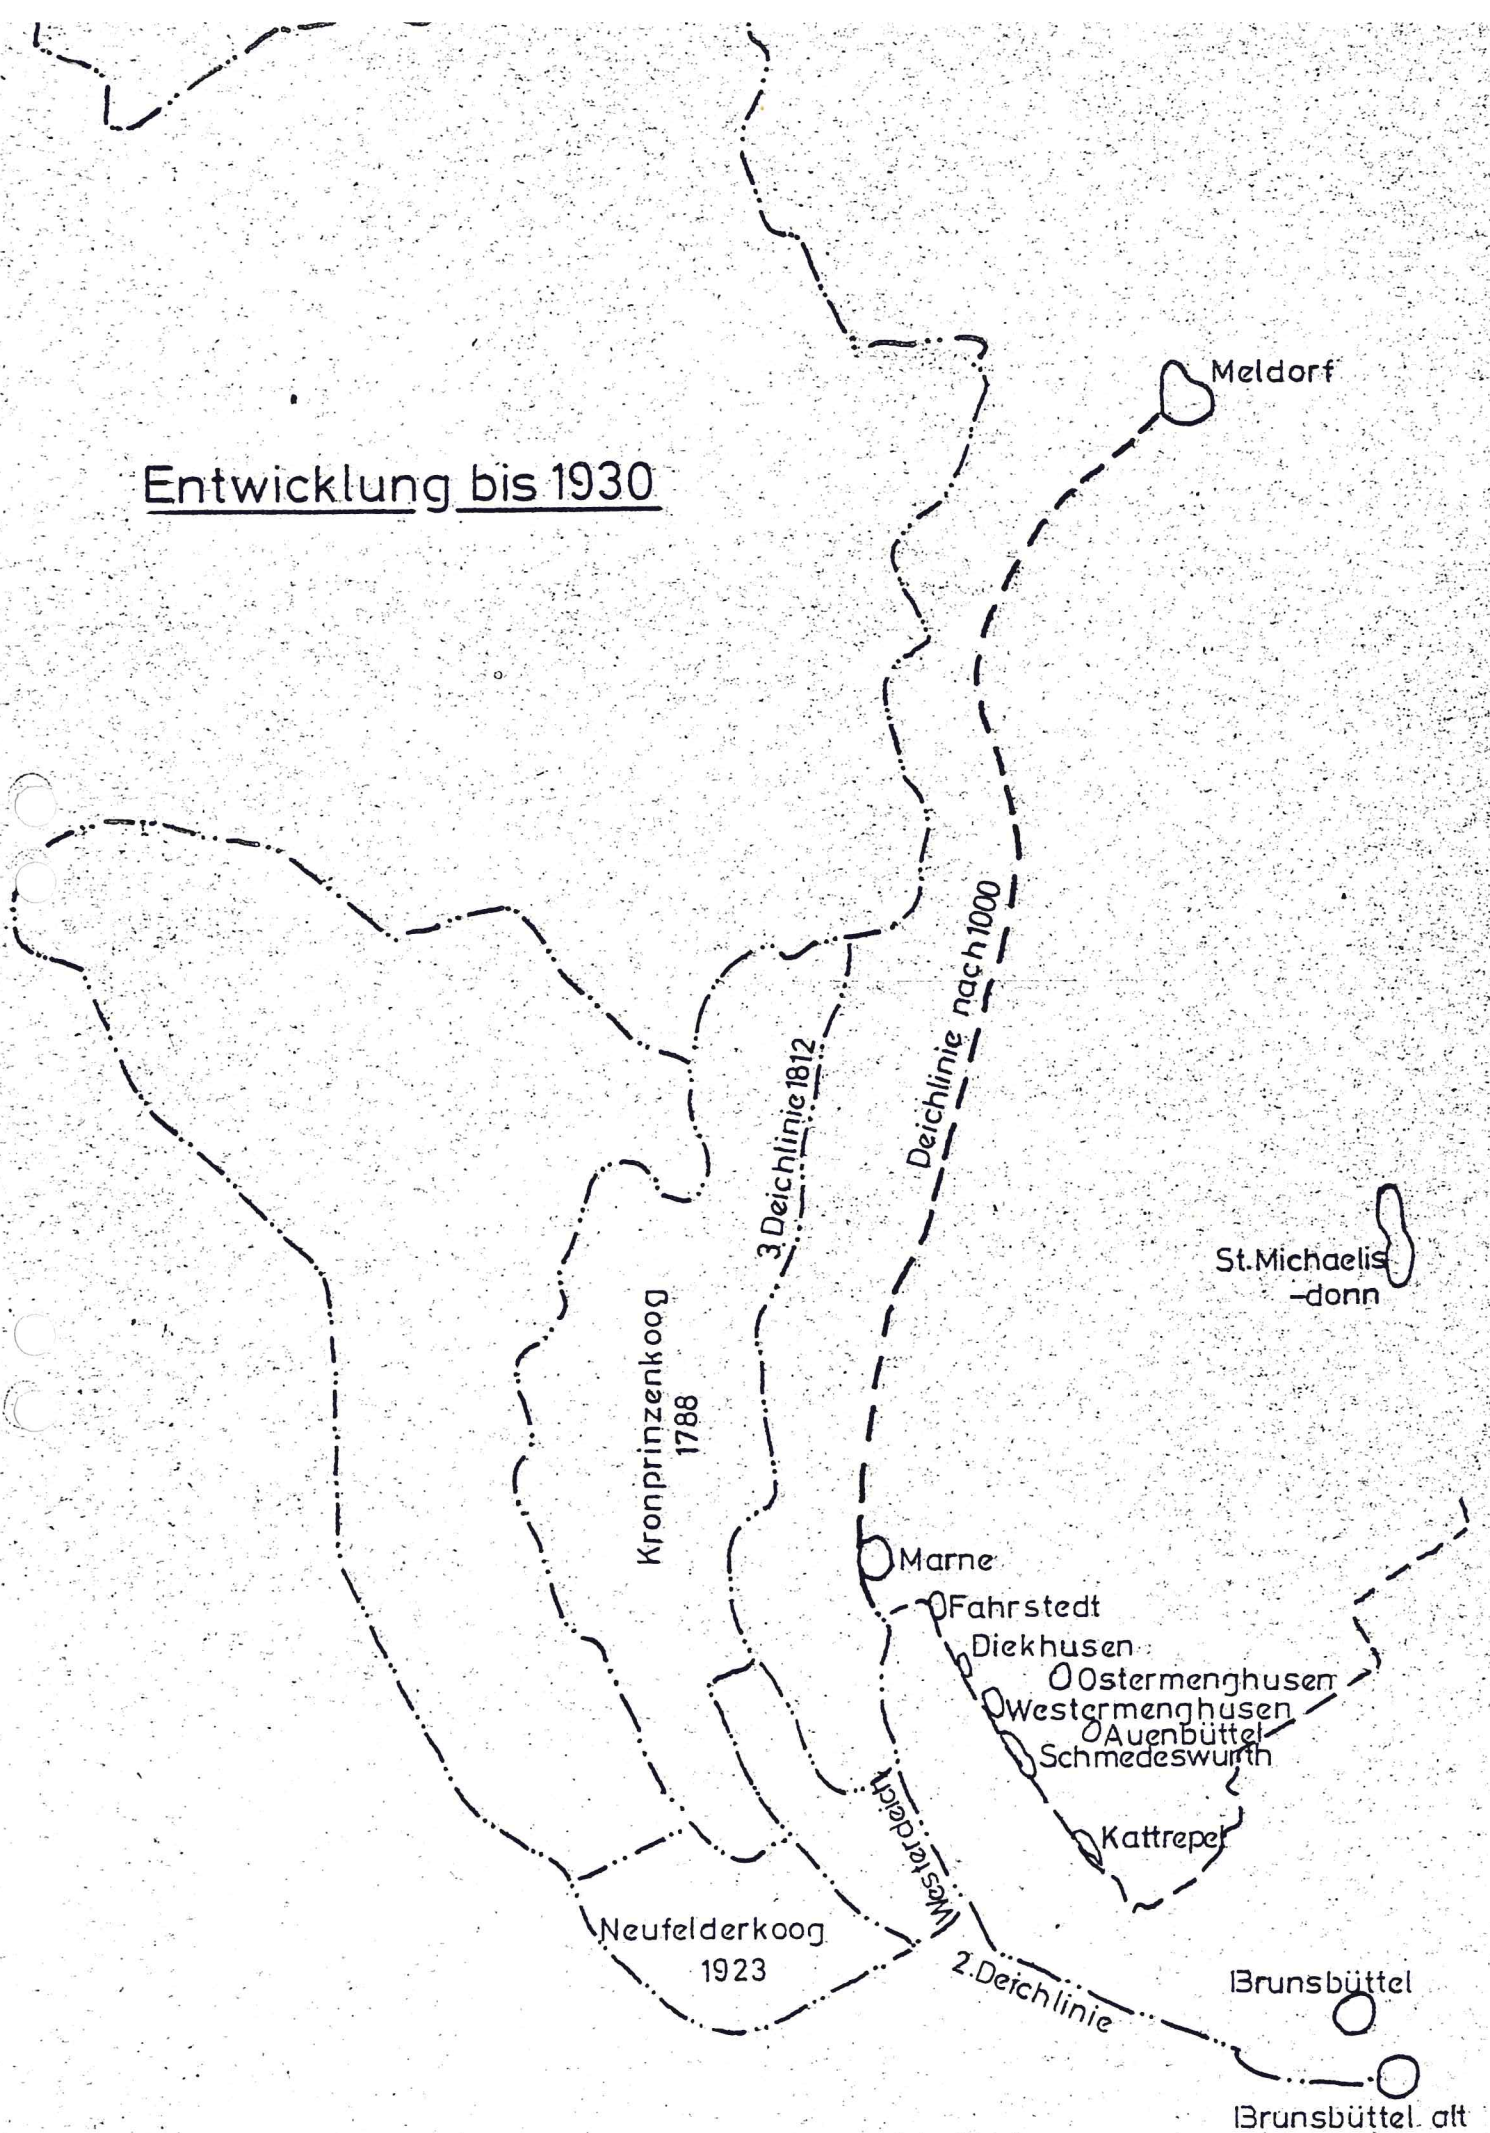 Meldorf
Entwicklung bis 1930
Deichlinie nach 1000
3 Deichlinie 1812
St. Michaelis
-donn
Kronprinzenkoog
1788
Marne
Fahrstedt
Diekhusen
Ostermenghusen
Westermenghusen
Auenbüttel
Schmedeswurth
Westerdeich
Kattrepel
Neufelderkoog
1923
2. Deichlinie
Brunsbüttel
Brunsbüttel alt